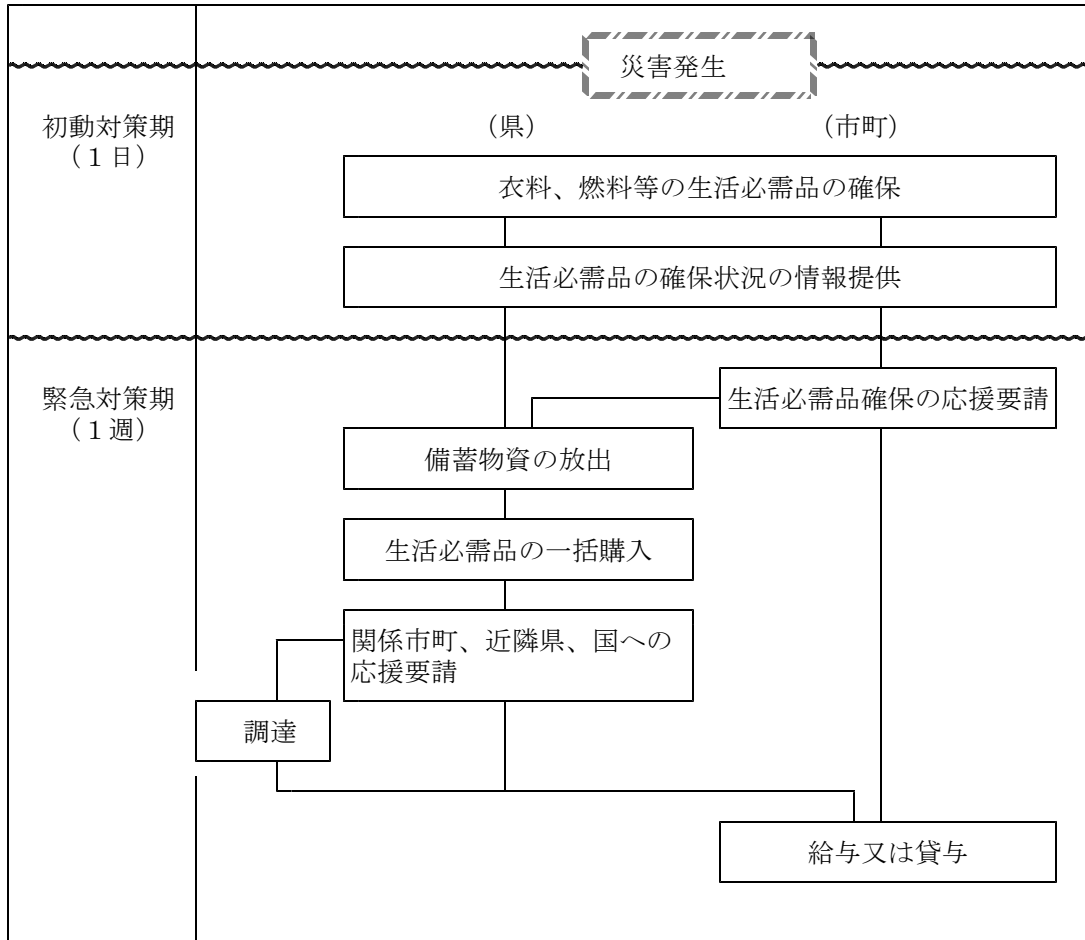 災害発生
初動対策期
（１日）
（県）
（市町）
衣料、燃料等の生活必需品の確保
生活必需品の確保状況の情報提供
緊急対策期
（１週）
生活必需品確保の応援要請
備蓄物資の放出
生活必需品の一括購入
関係市町、近隣県、国への
応援要請
調達
給与又は貸与